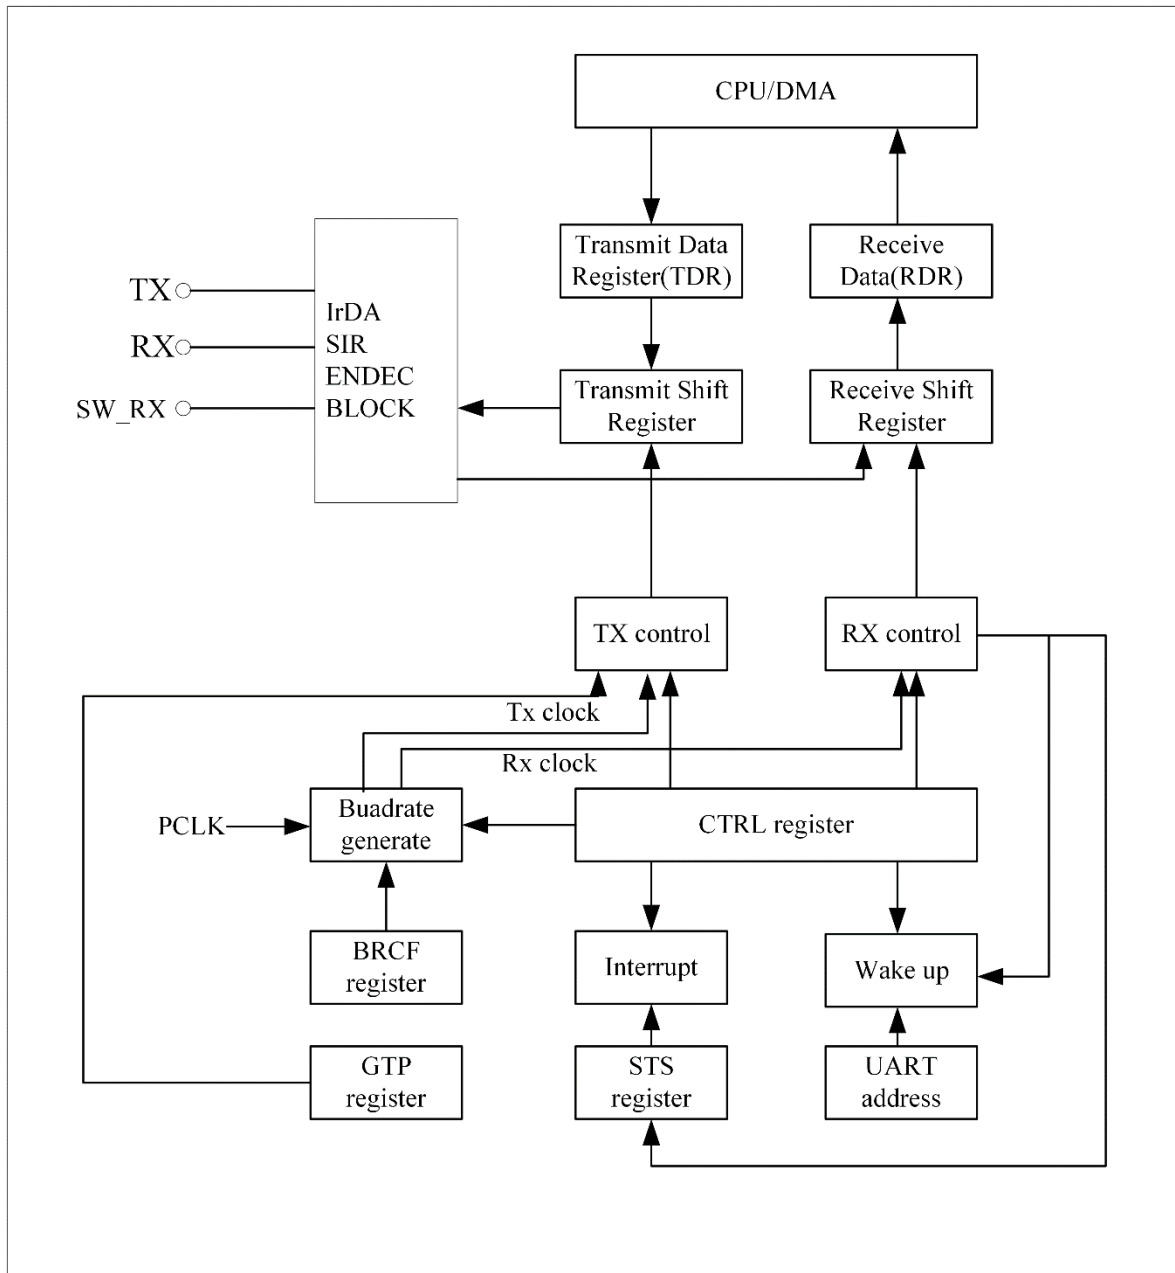 CPU/DMA
Transmit Data
Register(TDR)
Receive
Data(RDR)
TX
RX
SW_RX
IrDA
SIR
ENDEC
BLOCK
Transmit Shift
Register
Receive Shift
Register
TX control
RX control
Tx clock
Rx clock
PCLK
Buadrate
generate
CTRL register
BRCF
register
Interrupt
Wake up
GTP
register
STS
register
UART
address